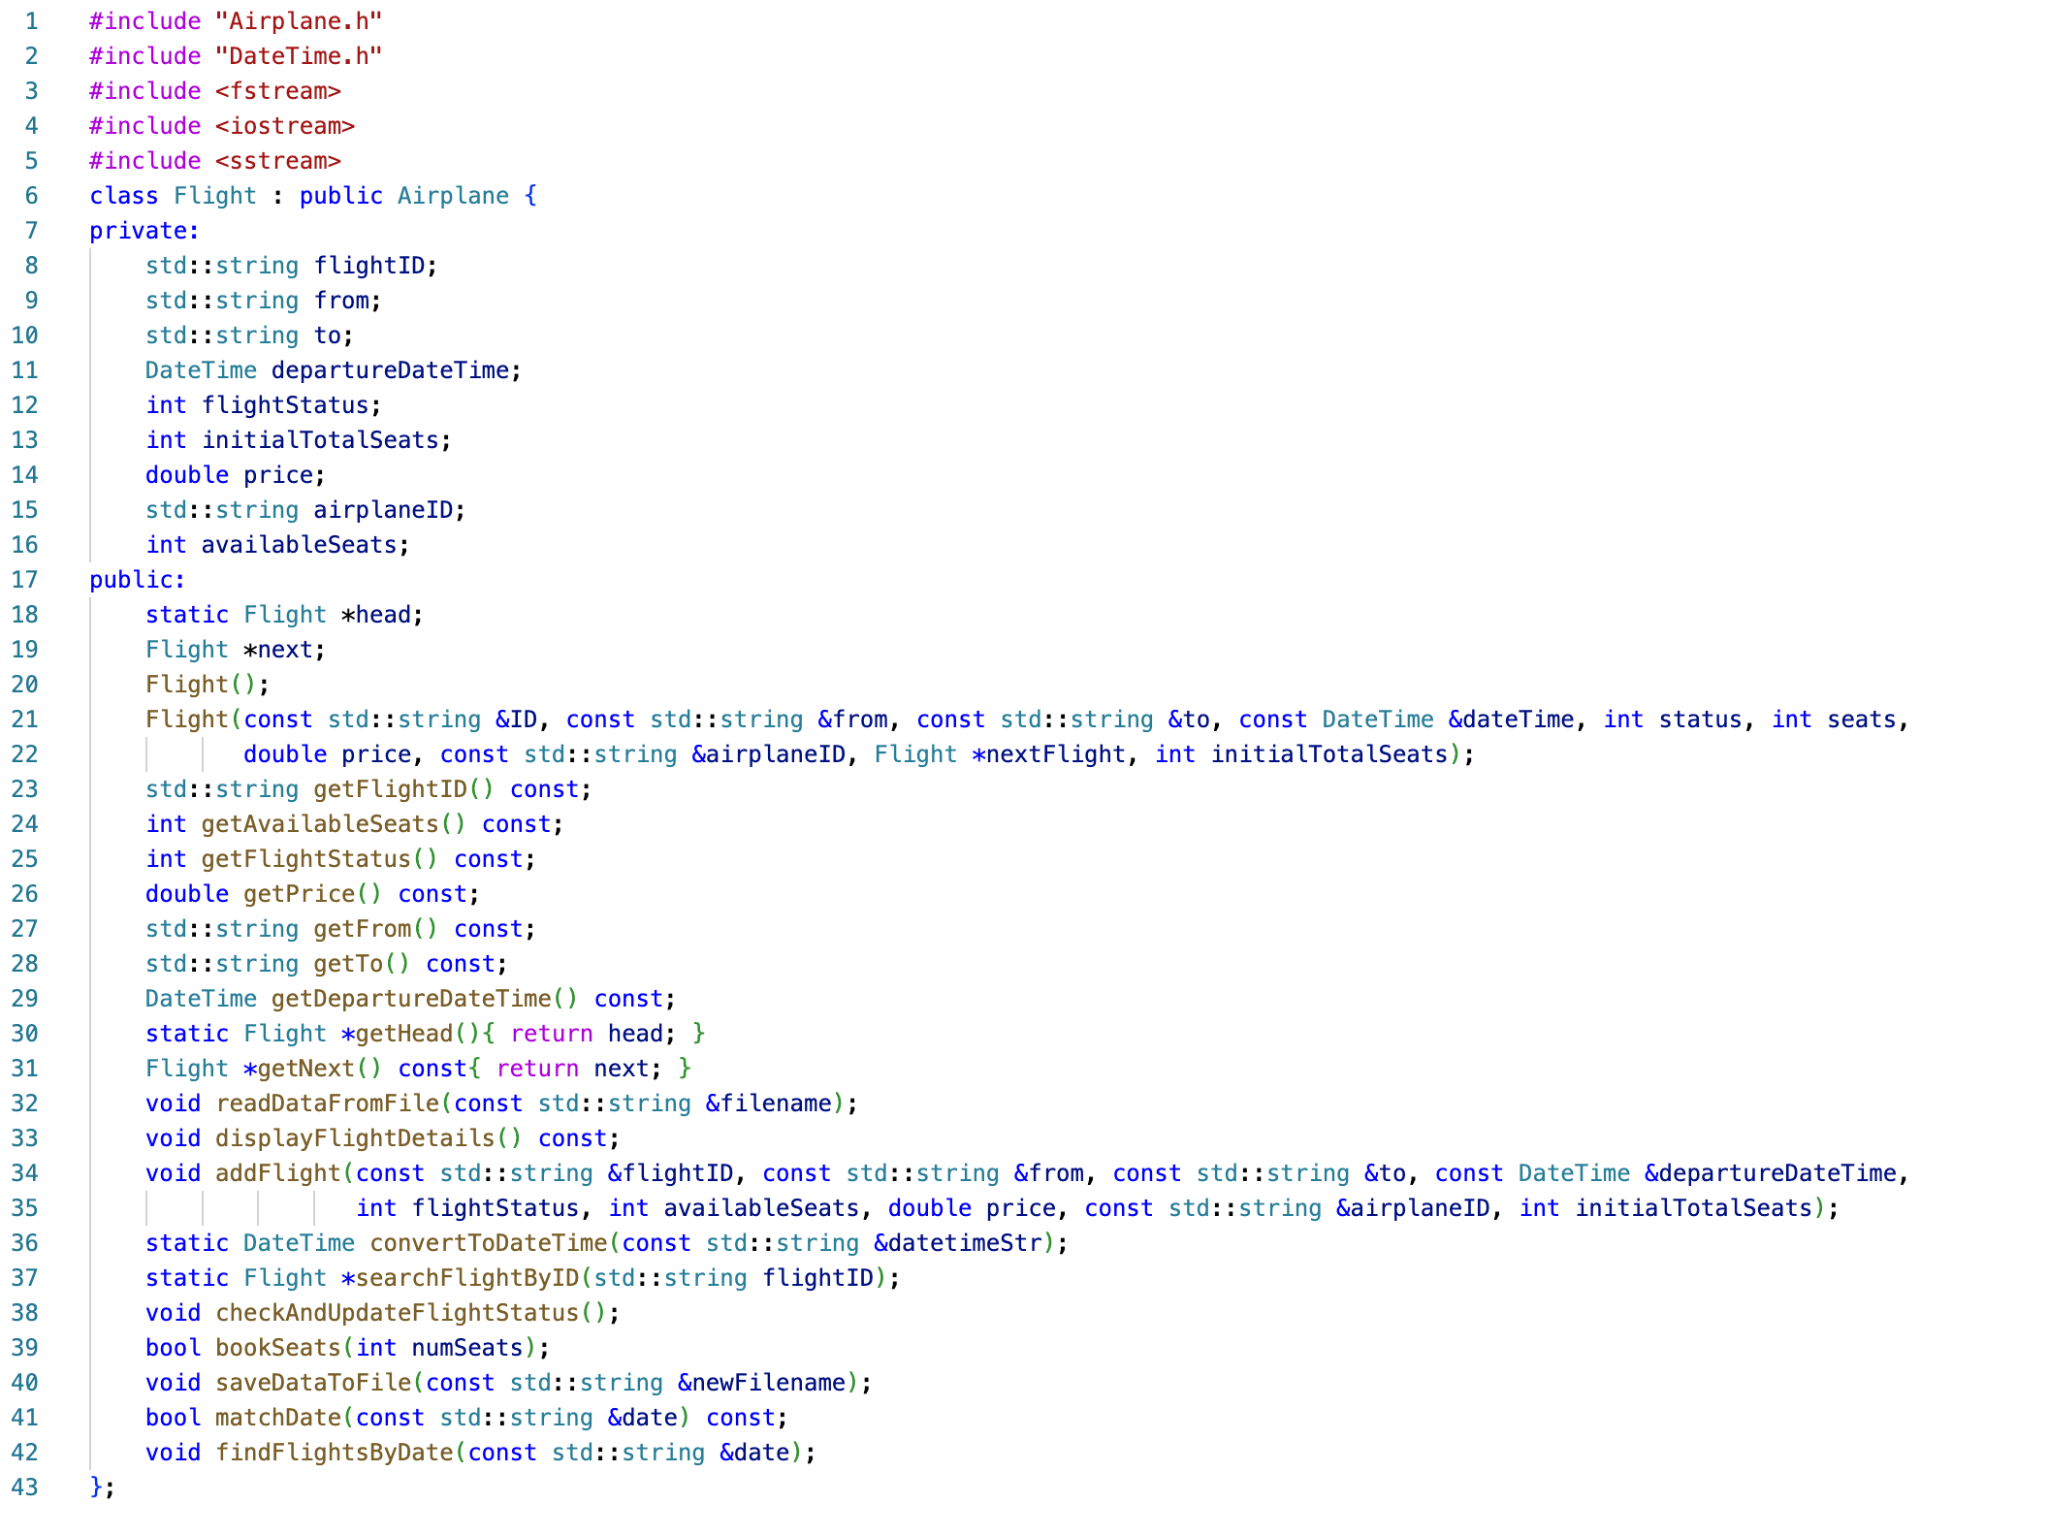 1 #include "Airplane.h"
2 #include "DateTime.h"
3 #include <fstream>
4 #include <iostream>
5 #include <sstream>
6 class Flight : public Airplane {
7 private:
8 std::string flightID;
9 std::string from;
10 std::string to;
11 DateTime departureDateTime;
12 int flightStatus;
13 int initialTotalSeats;
14 double price;
15 std::string airplaneID;
16 int availableSeats;
17 public:
18 static Flight *head;
19 Flight *next;
20 Flight();
21 Flight(const std::string &ID, const std::string &from, const std::string &to, const DateTime &dateTime, int status, int seats,
22 double price, const std::string &airplaneID, Flight *nextFlight, int initialTotalSeats);
23 std::string getFlightID() const;
24 int getAvailableSeats() const;
25 int getFlightStatus() const;
26 double getPrice() const;
27 std::string getFrom() const;
28 std::string getTo() const;
29 DateTime getDepartureDateTime() const;
30 static Flight *getHead(){ return head; }
31 Flight *getNext() const{ return next; }
32 void readDataFromFile(const std::string &filename);
33 void displayFlightDetails() const;
34 void addFlight(const std::string &flightID, const std::string &from, const std::string &to, const DateTime &departureDateTime,
35 int flightStatus, int availableSeats, double price, const std::string &airplaneID, int initialTotalSeats);
36 static DateTime convertToDateTime(const std::string &datetimeStr);
37 static Flight *searchFlightByID(std::string flightID);
38 void checkAndUpdateFlightStatus();
39 bool bookSeats(int numSeats);
40 void saveDataToFile(const std::string &newFilename);
41 bool matchDate(const std::string &date) const;
42 void findFlightsByDate(const std::string &date);
43 };